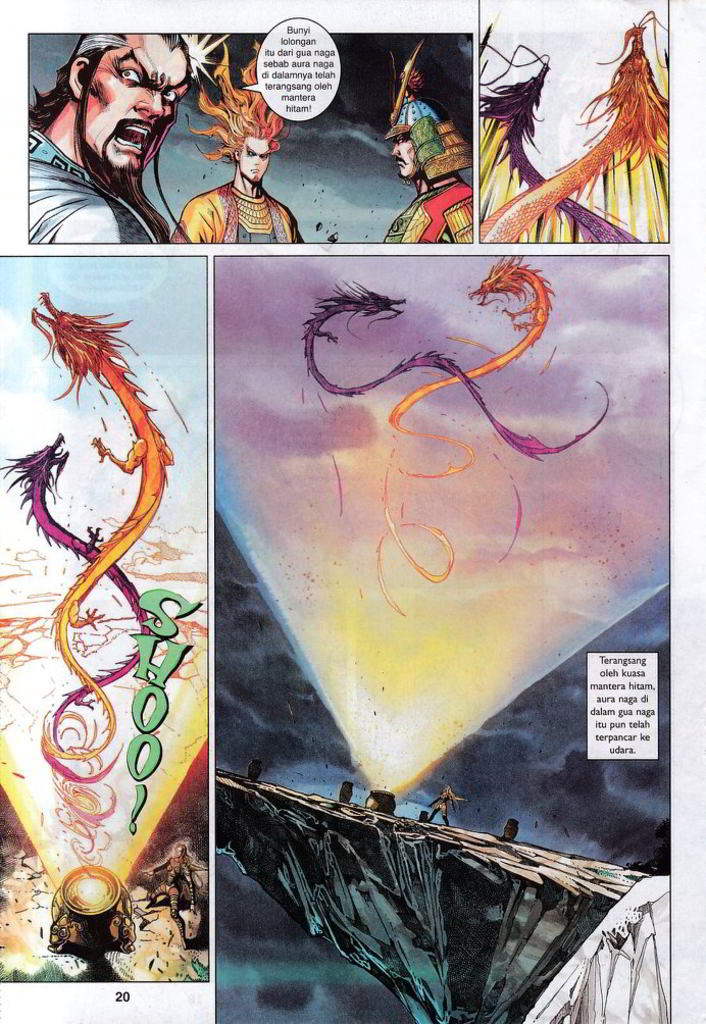 Bunyi
lolongan
itu dari gua naga
sebab aura naga
di dalamnya telah
terangsang oleh
mantera
hitam!
SHOO!
Terangsang
oleh kuasa
mantera hitam,
aura naga di
dalam gua naga
itu pun telah
terpancar ke
udara.
20